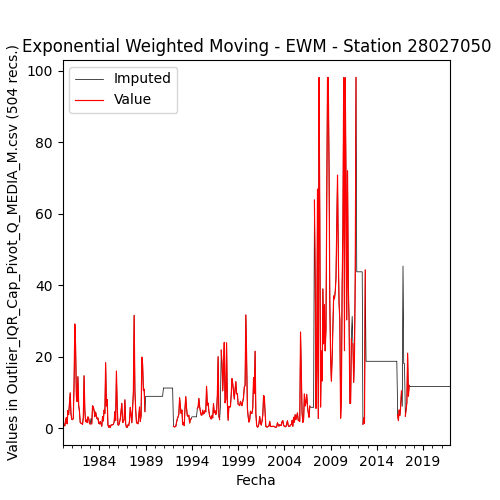 Exponential Weighted Moving - EWM - Station 28027050
Imputed
Value
Values in Outlier_IQR_Cap_Pivot_Q_MEDIA_M.csv (504 recs.)
100
80
60
40
20
0
1984 1989 1994 1999 2004 2009 2014 2019
Fecha